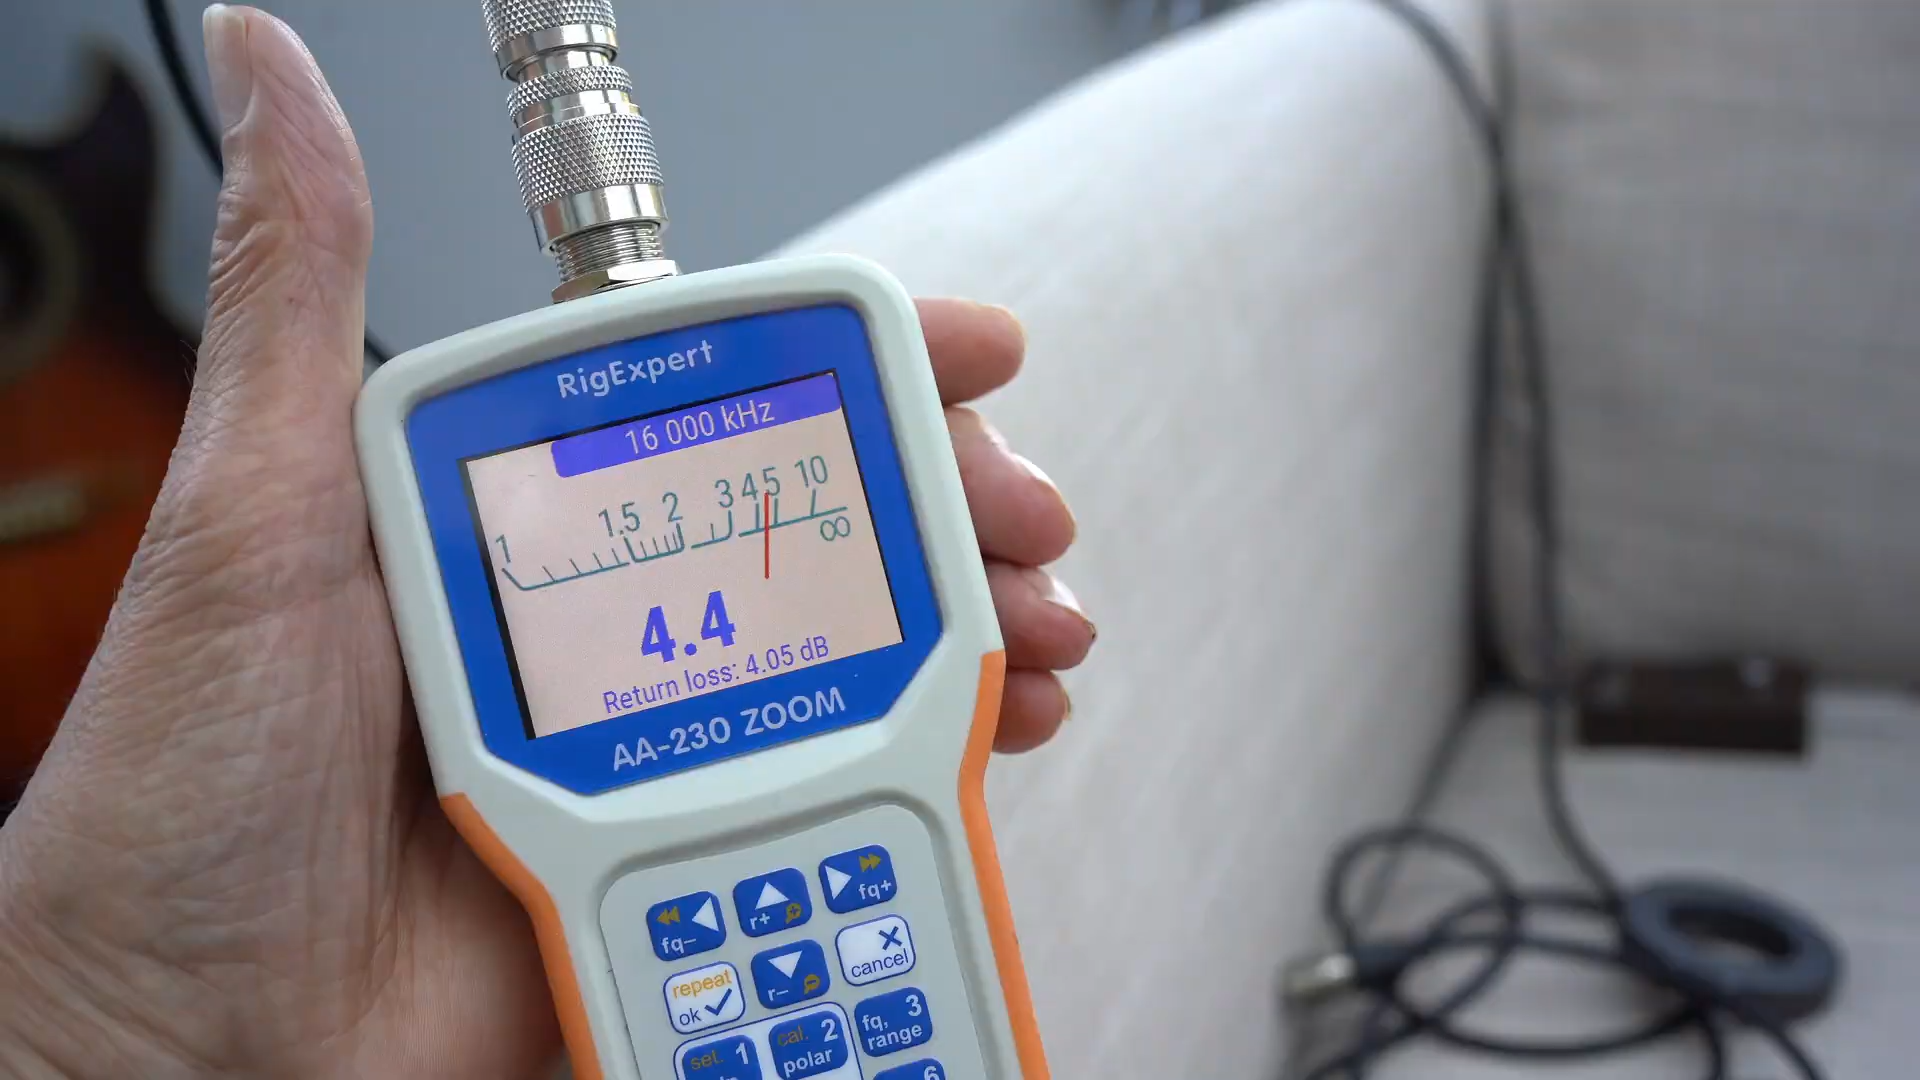 RigExpert
16 000 kHz
1 1.5 2 3 4 5 10
∞
4.4
Return loss: 4.05 dB
AA-230 ZOOM
fq-
r+
fq+
repeat
ok
r-
cancel
set. 1
cal. 2
polar
fq, 3
range
6